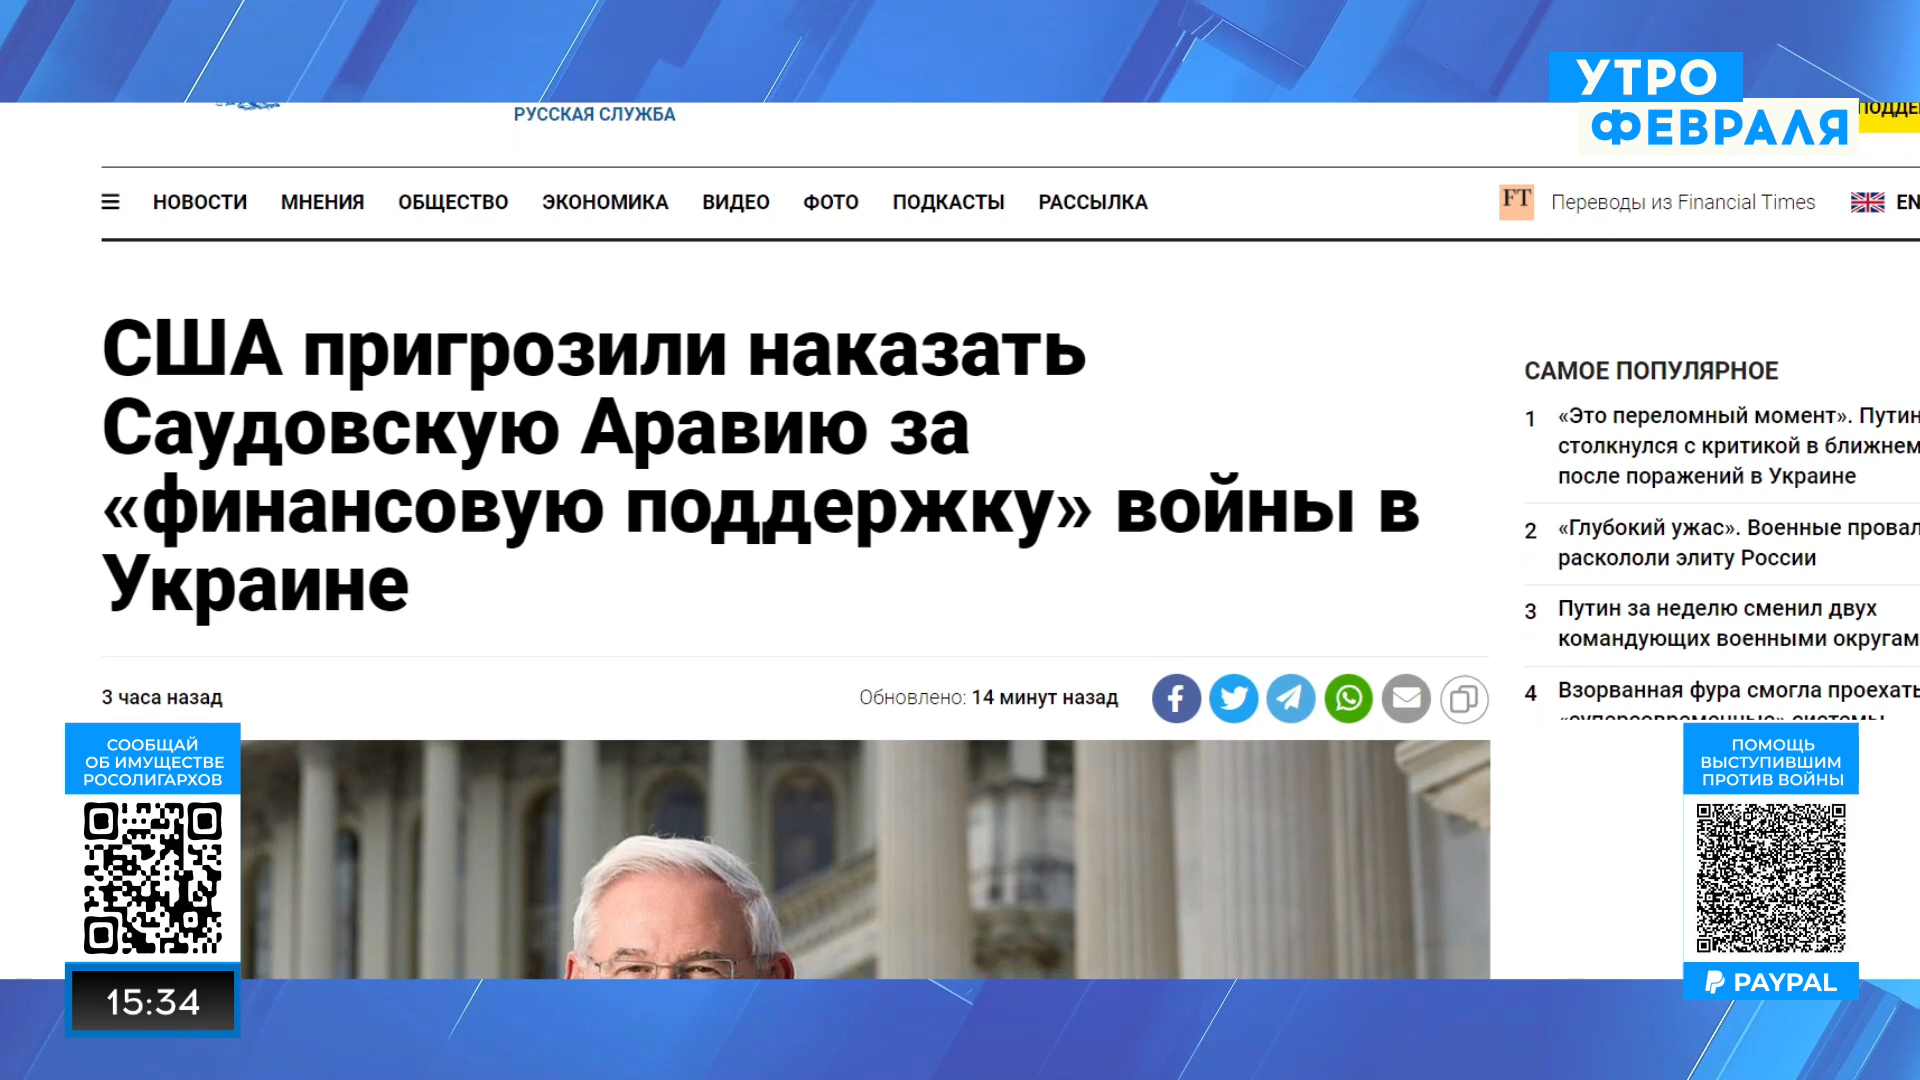 УТРО
ФЕВРАЛЯ
РУССКАЯ СЛУЖБА
НОВОСТИ МНЕНИЯ ОБЩЕСТВО ЭКОНОМИКА ВИДЕО ФОТО ПОДКАСТЫ РАССЫЛКА
FT Переводы из Financial Times EN
США пригрозили наказать
Саудовскую Аравию за
«финансовую поддержку» войны в
Украине
3 часа назад
Обновлено: 14 минут назад
САМОЕ ПОПУЛЯРНОЕ
1 «Это переломный момент». Путин
столкнулся с критикой в ближнем
после поражений в Украине
2 «Глубокий ужас». Военные провал
раскололи элиту России
3 Путин за неделю сменил двух
командующих военными округам
4 Взорванная фура смогла проехать
СООБЩАЙ
ОБ ИМУЩЕСТВЕ
РОСОЛИГАРХОВ
15:34
ПОМОЩЬ
ВЫСТУПИВШИМ
ПРОТИВ ВОЙНЫ
PAYPAL